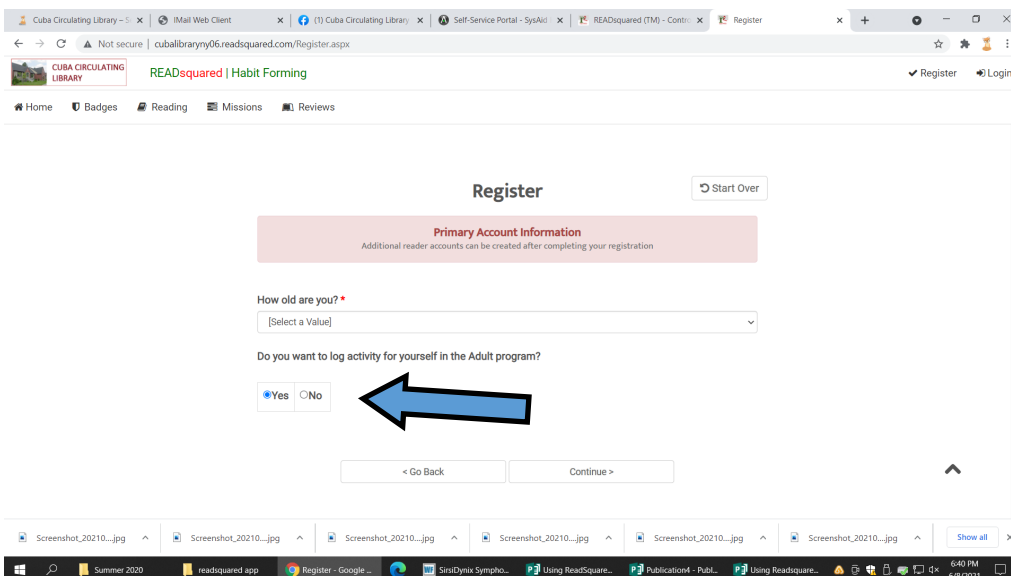 Cuba Circulating Library – S
IMail Web Client
(1) Cuba Circulating Library
Self-Service Portal - SysAid
READsquared (TM) - Contro
Register
Not secure | cubalibraryny06.readsquared.com/Register.aspx
CUBA CIRCULATING
LIBRARY
READsquared | Habit Forming
Register
Login
Home
Badges
Reading
Missions
Reviews
Register
Start Over
Primary Account Information
Additional reader accounts can be created after completing your registration
How old are you? *
[Select a Value]
Do you want to log activity for yourself in the Adult program?
Yes
No
< Go Back
Continue >
Screenshot_20210....jpg
Screenshot_20210....jpg
Screenshot_20210....jpg
Screenshot_20210....jpg
Screenshot_20210....jpg
Screenshot_20210....jpg
Show all
Summer 2020
readsquared app
Register - Google ...
SirsiDynix Sympho...
Using ReadSquare...
Publication4 - Publ...
Using Readsquare...
6:40 PM
6/8/2021